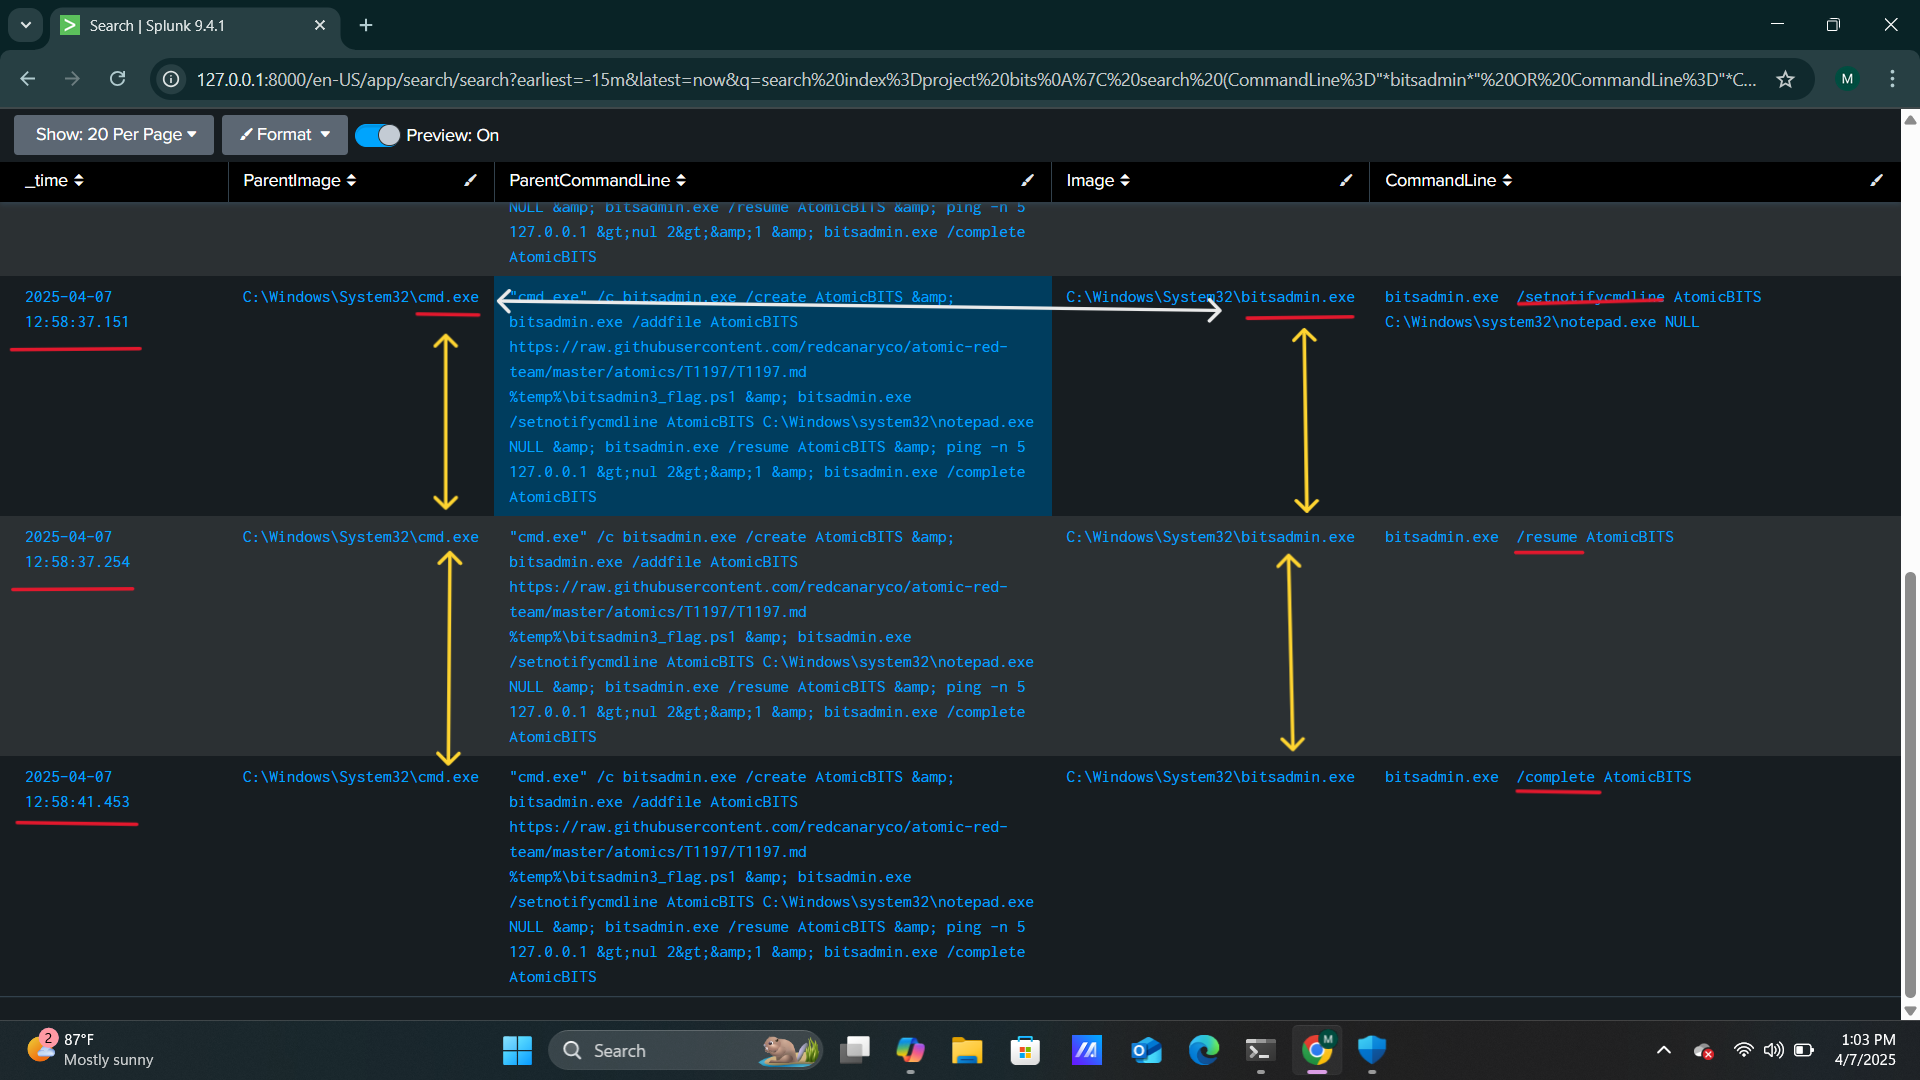 Search | Splunk 9.4.1
127.0.0.1:8000/en-US/app/search/search?earliest=-15m&latest=now&q=search%20index%3Dproject%20bits%0A%7C%20search%20(CommandLine%3D"*bitsadmin*"%20OR%20CommandLine%3D"*C...
M
Show: 20 Per Page Format Preview: On
_time ParentImage ParentCommandLine Image CommandLine
NULL &amp; bitsadmin.exe /resume AtomicBITS &amp; ping -n 5
127.0.0.1 &gt;nul 2&gt;&amp;1 &amp; bitsadmin.exe /complete
AtomicBITS
2025-04-07 C:\Windows\System32\cmd.exe "cmd.exe" /c bitsadmin.exe /create AtomicBITS &amp; C:\Windows\System32\bitsadmin.exe bitsadmin.exe /setnotifycmdline AtomicBITS
12:58:37.151 bitsadmin.exe /addfile AtomicBITS C:\Windows\system32\notepad.exe NULL
https://raw.githubusercontent.com/redcanaryco/atomic-red-
team/master/atomics/T1197/T1197.md
%temp%\bitsadmin3_flag.ps1 &amp; bitsadmin.exe
/setnotifycmdline AtomicBITS C:\Windows\system32\notepad.exe
NULL &amp; bitsadmin.exe /resume AtomicBITS &amp; ping -n 5
127.0.0.1 &gt;nul 2&gt;&amp;1 &amp; bitsadmin.exe /complete
AtomicBITS
2025-04-07 C:\Windows\System32\cmd.exe "cmd.exe" /c bitsadmin.exe /create AtomicBITS &amp; C:\Windows\System32\bitsadmin.exe bitsadmin.exe /resume AtomicBITS
12:58:37.254 bitsadmin.exe /addfile AtomicBITS
https://raw.githubusercontent.com/redcanaryco/atomic-red-
team/master/atomics/T1197/T1197.md
%temp%\bitsadmin3_flag.ps1 &amp; bitsadmin.exe
/setnotifycmdline AtomicBITS C:\Windows\system32\notepad.exe
NULL &amp; bitsadmin.exe /resume AtomicBITS &amp; ping -n 5
127.0.0.1 &gt;nul 2&gt;&amp;1 &amp; bitsadmin.exe /complete
AtomicBITS
2025-04-07 C:\Windows\System32\cmd.exe "cmd.exe" /c bitsadmin.exe /create AtomicBITS &amp; C:\Windows\System32\bitsadmin.exe bitsadmin.exe /complete AtomicBITS
12:58:41.453 bitsadmin.exe /addfile AtomicBITS
https://raw.githubusercontent.com/redcanaryco/atomic-red-
team/master/atomics/T1197/T1197.md
%temp%\bitsadmin3_flag.ps1 &amp; bitsadmin.exe
/setnotifycmdline AtomicBITS C:\Windows\system32\notepad.exe
NULL &amp; bitsadmin.exe /resume AtomicBITS &amp; ping -n 5
127.0.0.1 &gt;nul 2&gt;&amp;1 &amp; bitsadmin.exe /complete
AtomicBITS
2 87°F
Mostly sunny
Search
M
1:03 PM
4/7/2025